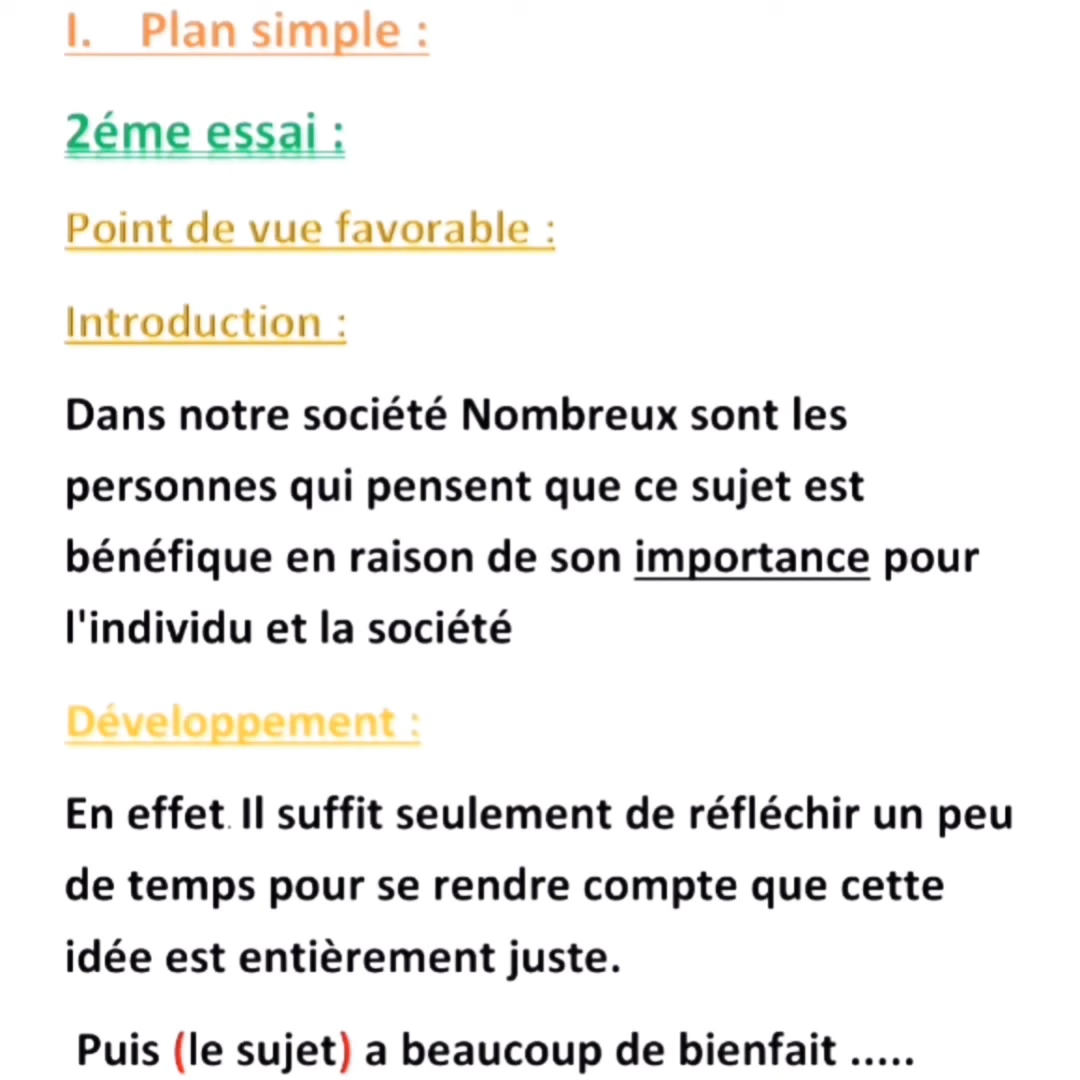 I. Plan simple :
2éme essai :
Point de vue favorable :
Introduction :
Dans notre société Nombreux sont les
personnes qui pensent que ce sujet est
bénéfique en raison de son importance pour
l'individu et la société
Développement :
En effet. Il suffit seulement de réfléchir un peu
de temps pour se rendre compte que cette
idée est entièrement juste.
Puis (le sujet) a beaucoup de bienfait .....